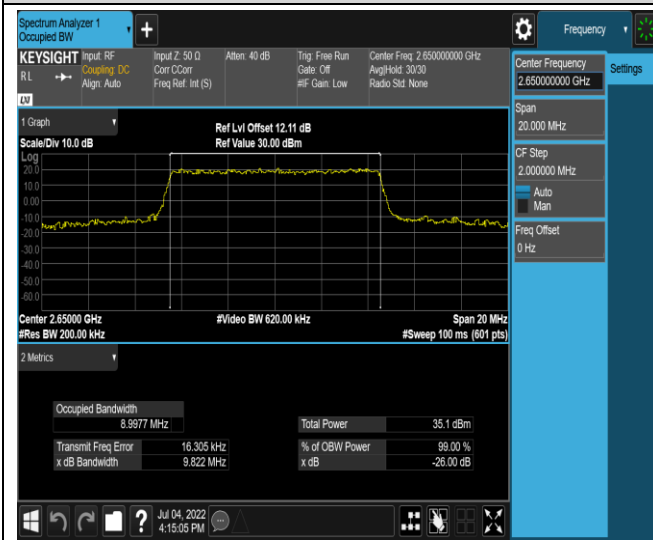 Spectrum Analyzer 1
Occupied BW
Frequency
KEYSIGHT
Input: RF
Input Z: 50 Ω
Atten: 40 dB
Trig: Free Run
Center Freq: 2.650000000 GHz
RL
Coupling: DC
Corr CCorr
Gate: Off
Avg|Hold: 30/30
Align: Auto
Freq Ref: Int (S)
#IF Gain: Low
Radio Std: None
LXI
Settings
Center Frequency
2.650000000 GHz
Span
20.000 MHz
CF Step
2.000000 MHz
Auto
Man
Freq Offset
0 Hz
1 Graph
Ref Lvl Offset 12.11 dB
Scale/Div 10.0 dB
Ref Value 30.00 dBm
Log
20.0
10.0
0.00
-10.0
-20.0
-30.0
-40.0
-50.0
-60.0
Center 2.65000 GHz
#Video BW 620.00 kHz
Span 20 MHz
#Res BW 200.00 kHz
#Sweep 100 ms (601 pts)
2 Metrics
Occupied Bandwidth
8.9977 MHz
Total Power
35.1 dBm
Transmit Freq Error
16.305 kHz
% of OBW Power
99.00 %
x dB Bandwidth
9.822 MHz
x dB
-26.00 dB
?
Jul 04, 2022
4:15:05 PM